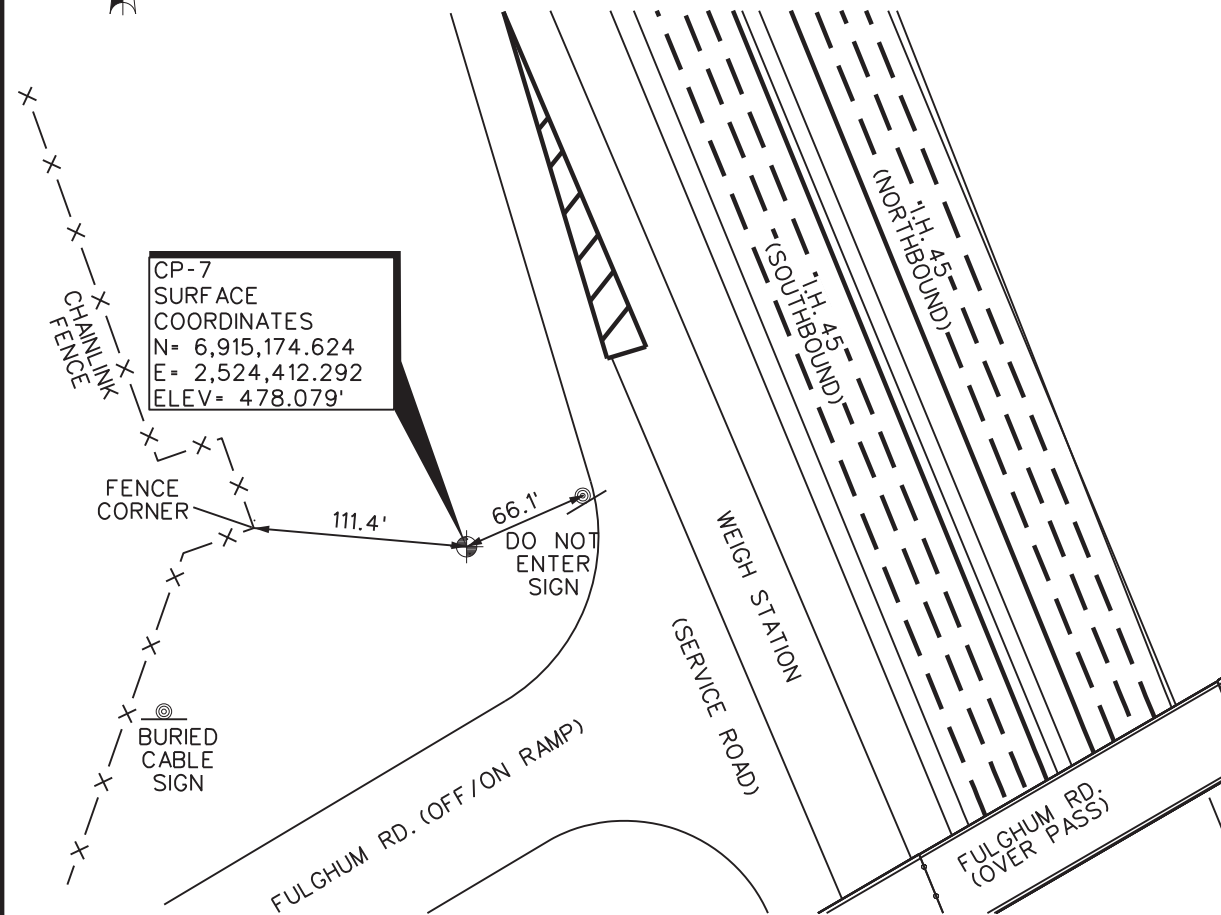 CP-7
SURFACE
COORDINATES
N= 6,915,174.624
E= 2,524,412.292
ELEV= 478.079'
CHAINLINK
FENCE
FENCE
CORNER
111.4'
66.1'
DO NOT
ENTER
SIGN
BURIED
CABLE
SIGN
I.H. 45
(SOUTHBOUND)
I.H. 45
(NORTHBOUND)
WEIGH STATION
(SERVICE ROAD)
FULGHUM RD. (OFF/ON RAMP)
FULGHUM RD.
(OVER PASS)